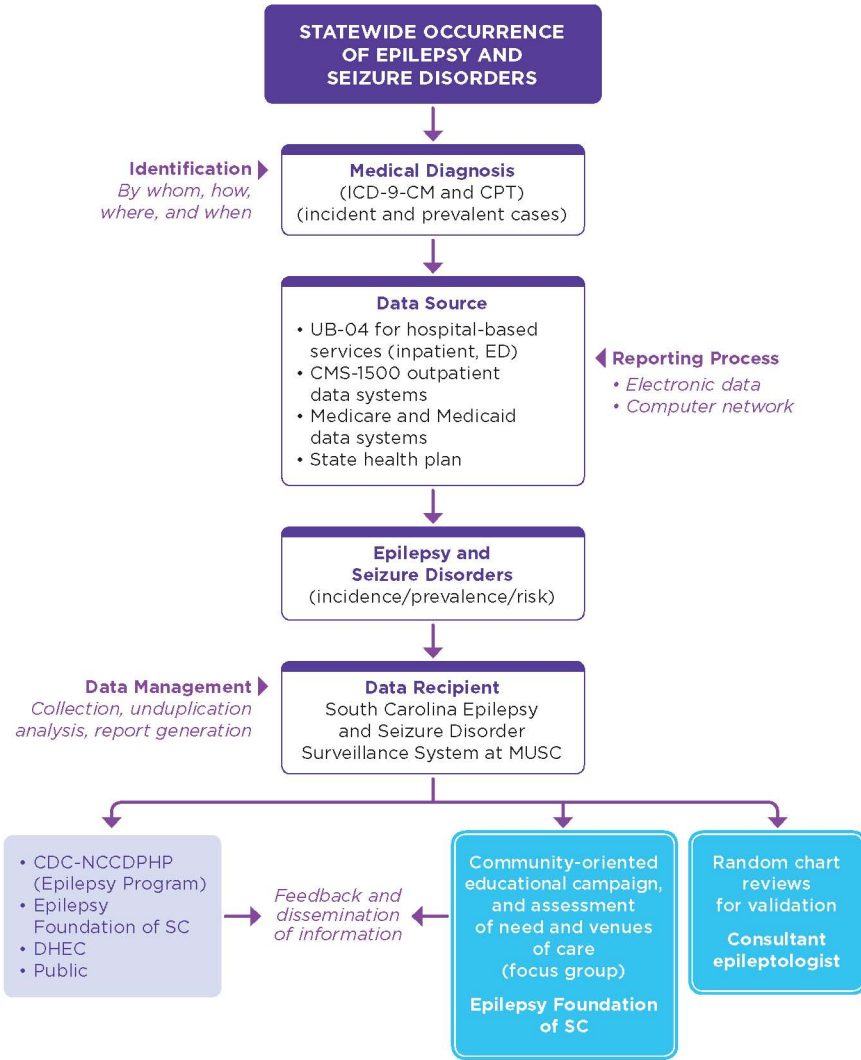 STATEWIDE OCCURRENCE
OF EPILEPSY AND
SEIZURE DISORDERS
Identification
By whom, how,
where, and when
Medical Diagnosis
(ICD-9-CM and CPT)
(incident and prevalent cases)
Data Source
• UB-04 for hospital-based
services (inpatient, ED)
• CMS-1500 outpatient
data systems
• Medicare and Medicaid
data systems
• State health plan
Reporting Process
• Electronic data
• Computer network
Epilepsy and
Seizure Disorders
(incidence/prevalence/risk)
Data Management
Collection, unduplication
analysis, report generation
Data Recipient
South Carolina Epilepsy
and Seizure Disorder
Surveillance System at MUSC
• CDC-NCCDPHP
(Epilepsy Program)
• Epilepsy
Foundation of SC
• DHEC
• Public
Feedback and
dissemination
of information
Community-oriented
educational campaign,
and assessment
of need and venues
of care
(focus group)
Epilepsy Foundation
of SC
Random chart
reviews
for validation
Consultant
epileptologist